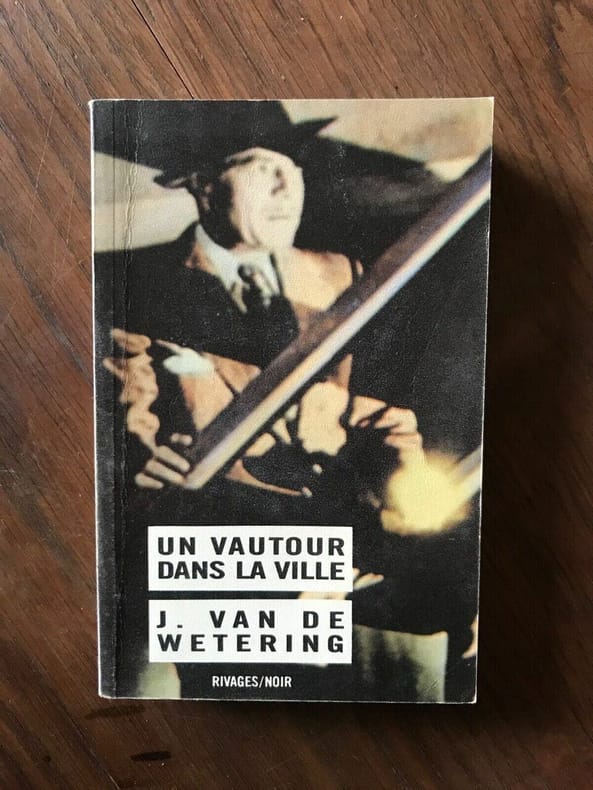 UN VAUTOUR
DANS LA VILLE
J. VAN DE
WETERING
RIVAGES/NOIR